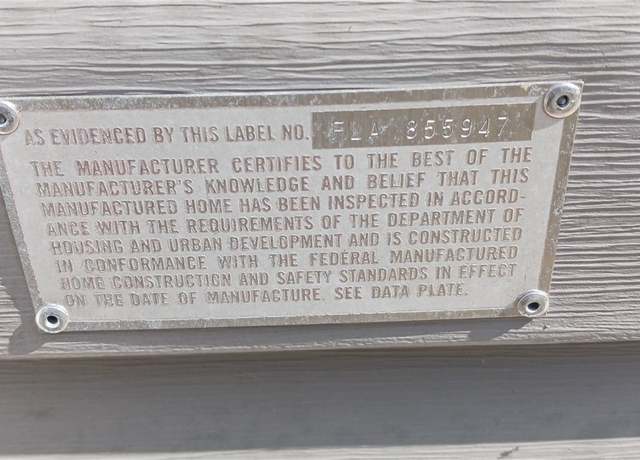 AS EVIDENCED BY THIS LABEL NO. FLA 855947
THE MANUFACTURER CERTIFIES TO THE BEST OF THE
MANUFACTURER'S KNOWLEDGE AND BELIEF THAT THIS
MANUFACTURED HOME HAS BEEN INSPECTED IN ACCORD-
ANCE WITH THE REQUIREMENTS OF THE DEPARTMENT OF
HOUSING AND URBAN DEVELOPMENT AND IS CONSTRUCTED
IN CONFORMANCE WITH THE FEDERAL MANUFACTURED
HOME CONSTRUCTION AND SAFETY STANDARDS IN EFFECT
ON THE DATE OF MANUFACTURE. SEE DATA PLATE.